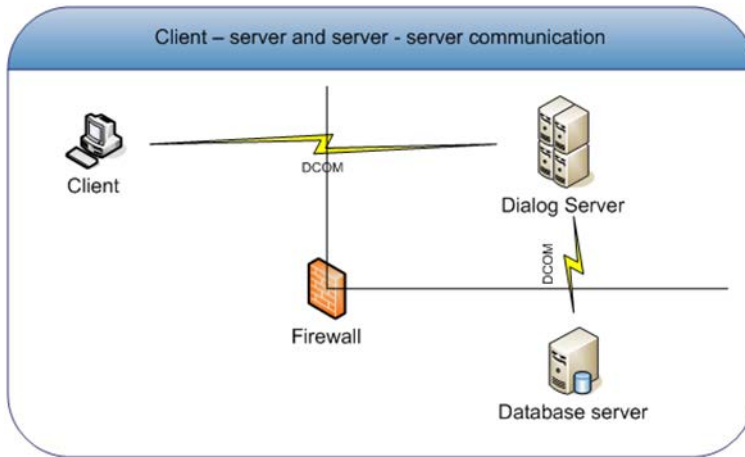 Client – server and server - server communication
Client
DCOM
Dialog Server
DCOM
Firewall
Database server